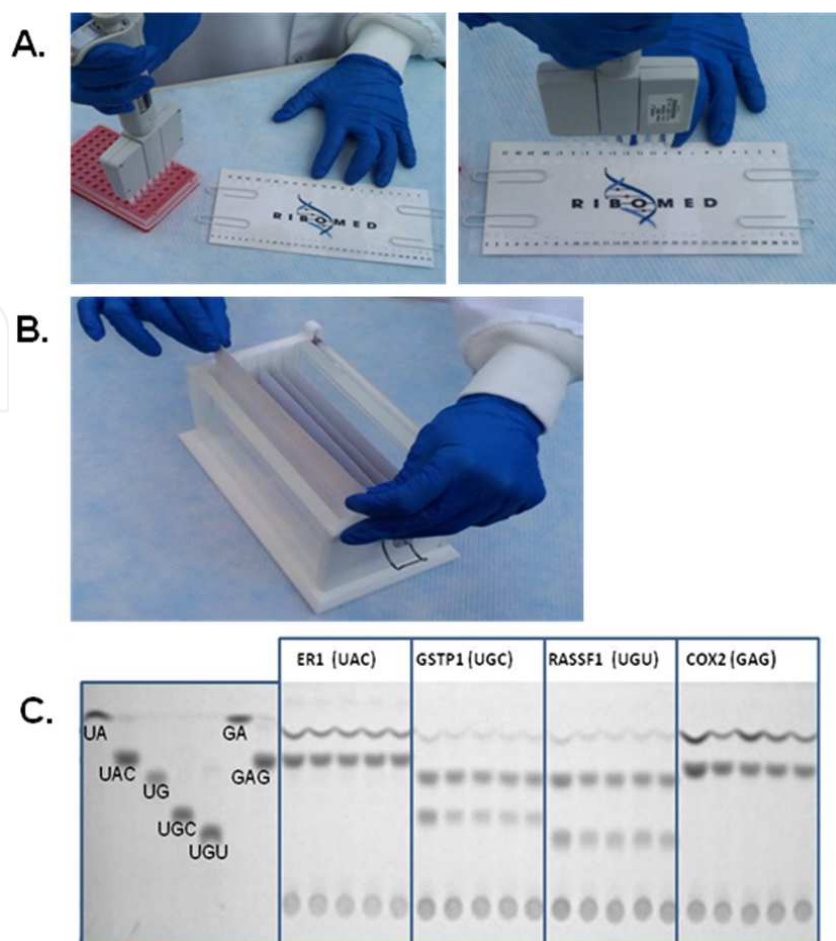 A.
RIBOMED
RIBOMED
B.
C.
ER1 (UAC)
GSTP1 (UGC)
RASSF1 (UGU)
COX2 (GAG)
UA
GA
UAC
UG
GAG
UGC
UGU